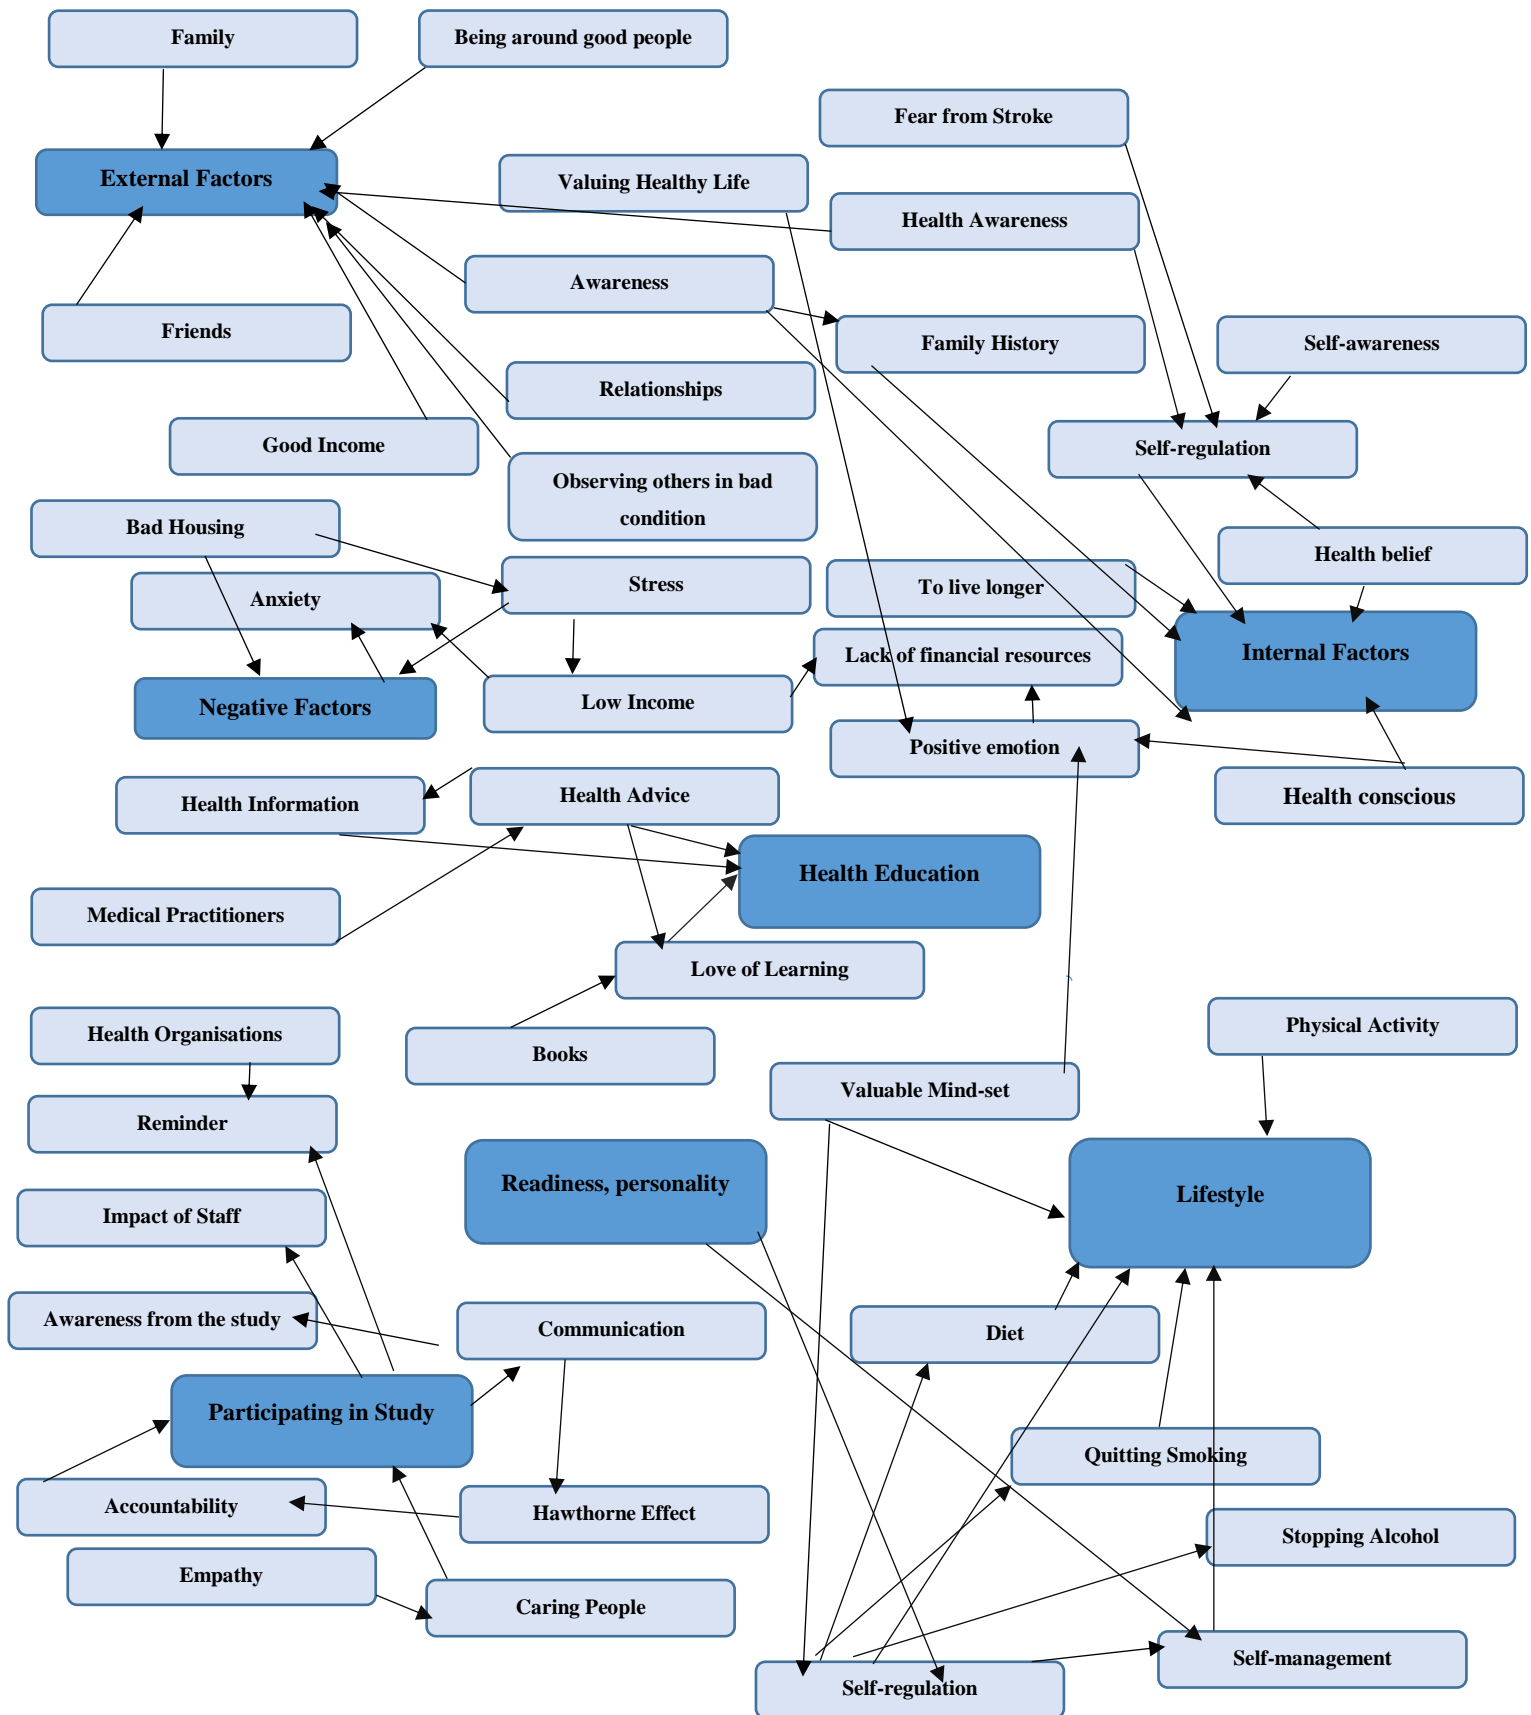 Family
Being around good people
Fear from Stroke
External Factors
Valuing Healthy Life
Health Awareness
Awareness
Friends
Family History
Self-awareness
Relationships
Good Income
Self-regulation
Observing others in bad
condition
Bad Housing
Health belief
Stress
To live longer
Anxiety
Lack of financial resources
Internal Factors
Negative Factors
Low Income
Positive emotion
Health Information
Health Advice
Health conscious
Health Education
Medical Practitioners
Love of Learning
Health Organisations
Books
Physical Activity
Valuable Mind-set
Reminder
Readiness, personality
Lifestyle
Impact of Staff
Awareness from the study
Communication
Diet
Participating in Study
Quitting Smoking
Accountability
Hawthorne Effect
Stopping Alcohol
Empathy
Caring People
Self-management
Self-regulation